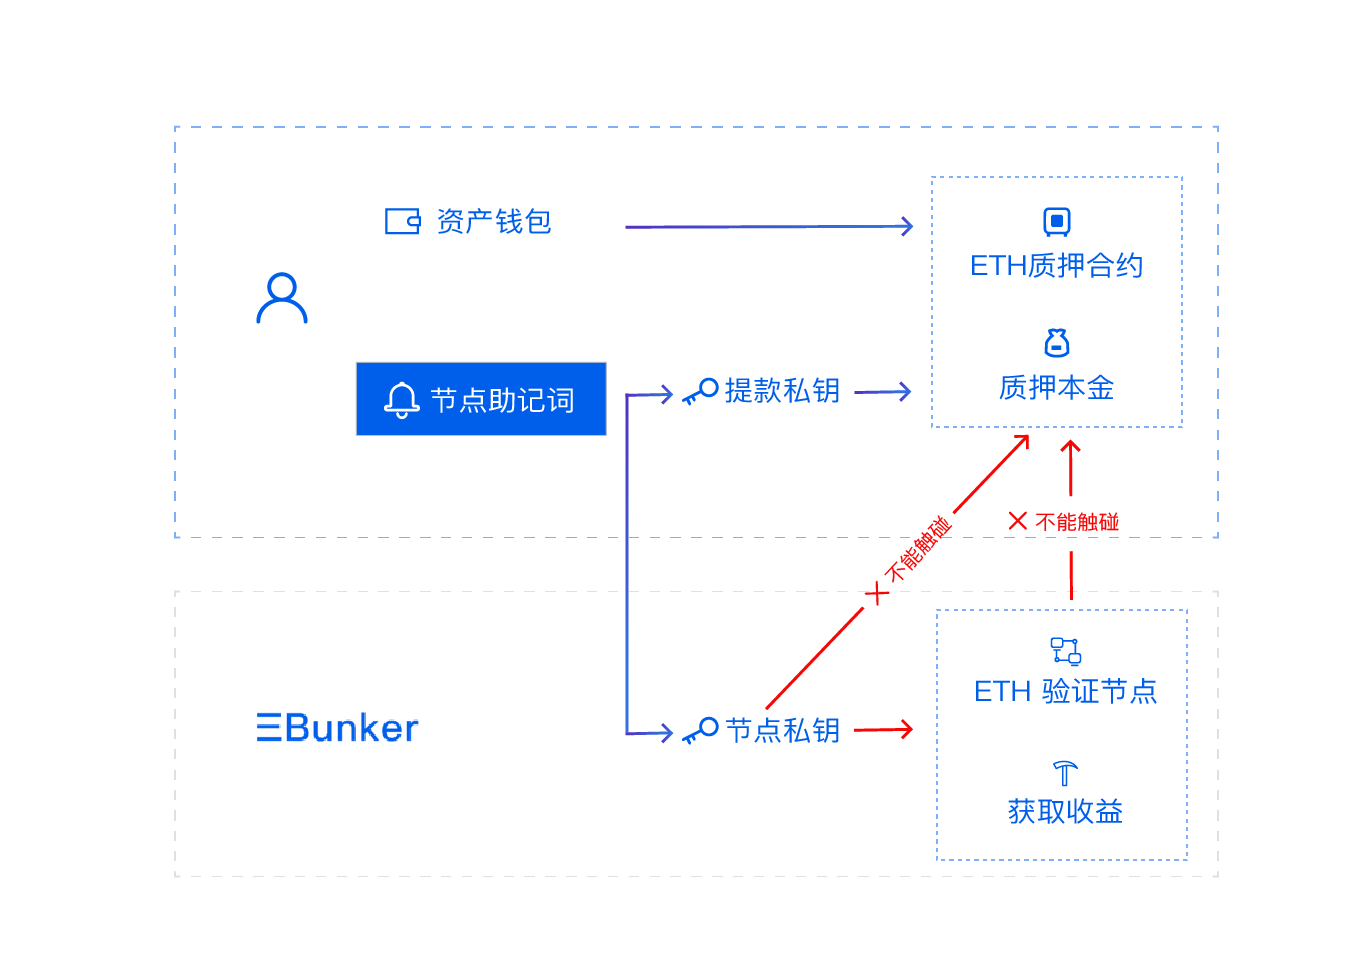 资产钱包
ETH质押合约
质押本金
节点助记词
提款私钥
不能触碰
不能触碰
ETH 验证节点
EBunker
节点私钥
获取收益